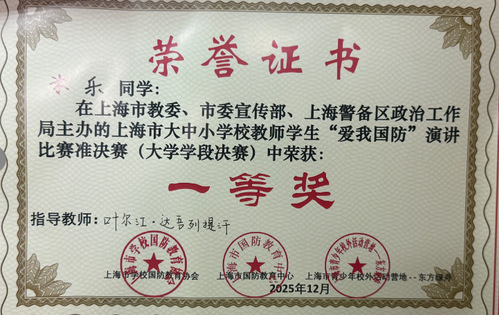 荣誉证书
乐 同学：
在上海市教委、市委宣传部、上海警备区政治工作
局主办的上海市大中小学校教师学生“爱我国防”演讲
比赛准决赛（大学学段决赛）中荣获：
一等奖
指导教师：叶尔江·达吾列提汗
上海市学校国防教育协会 上海市国防教育中心 上海市青少年校外活动营地--东方绿舟
2025年12月